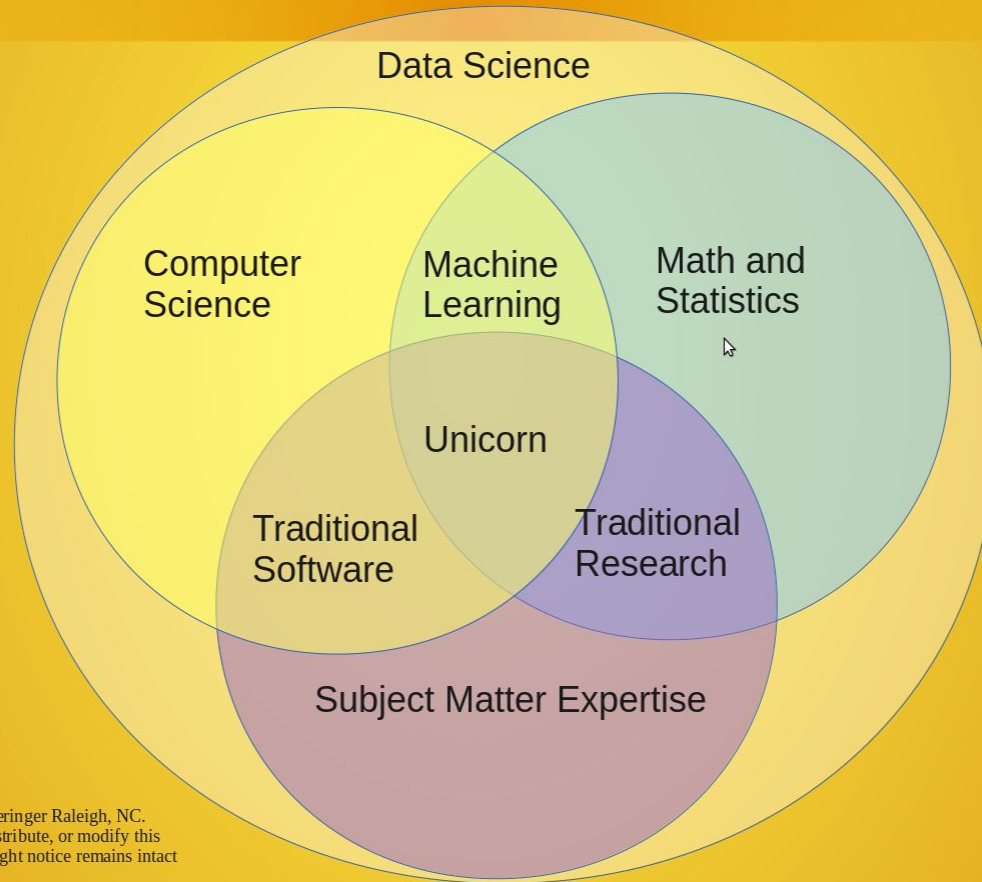 Data Science
Computer
Science
Machine
Learning
Math and
Statistics
Unicorn
Traditional
Software
Traditional
Research
Subject Matter Expertise
eringer Raleigh, NC.
stribute, or modify this
ght notice remains intact